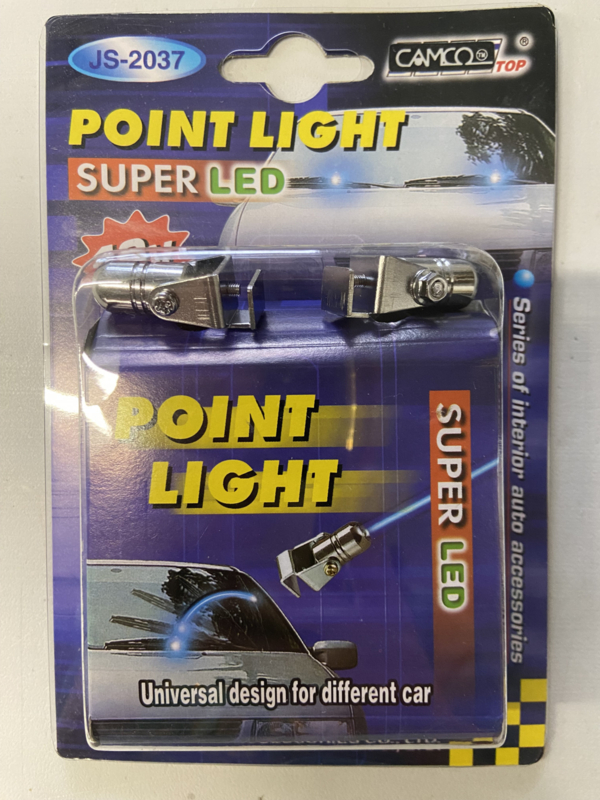 JS-2037
CAMCO TM ®
TOP
POINT LIGHT
SUPER LED
Series of interior auto accessories
POINT
LIGHT
SUPER LED
Universal design for different car